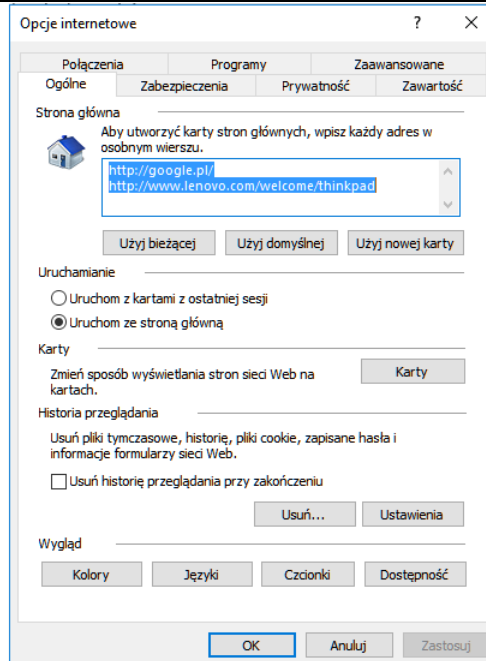 Opcje internetowe
Połączenia Programy Zaawansowane
Ogólne Zabezpieczenia Prywatność Zawartość
Strona główna
Aby utworzyć karty stron głównych, wpisz każdy adres w
osobnym wierszu.
http://google.pl/
http://www.lenovo.com/welcome/thinkpad
Użyj bieżącej Użyj domyślnej Użyj nowej karty
Uruchamianie
Uruchom z kartami z ostatniej sesji
Uruchom ze stroną główną
Karty
Zmień sposób wyświetlania stron sieci Web na
kartach.
Karty
Historia przeglądania
Usuń pliki tymczasowe, historię, pliki cookie, zapisane hasła i
informacje formularzy sieci Web.
Usuń historię przeglądania przy zakończeniu
Usuń... Ustawienia
Wygląd
Kolory Języki Czcionki Dostępność
OK Anuluj Zastosuj